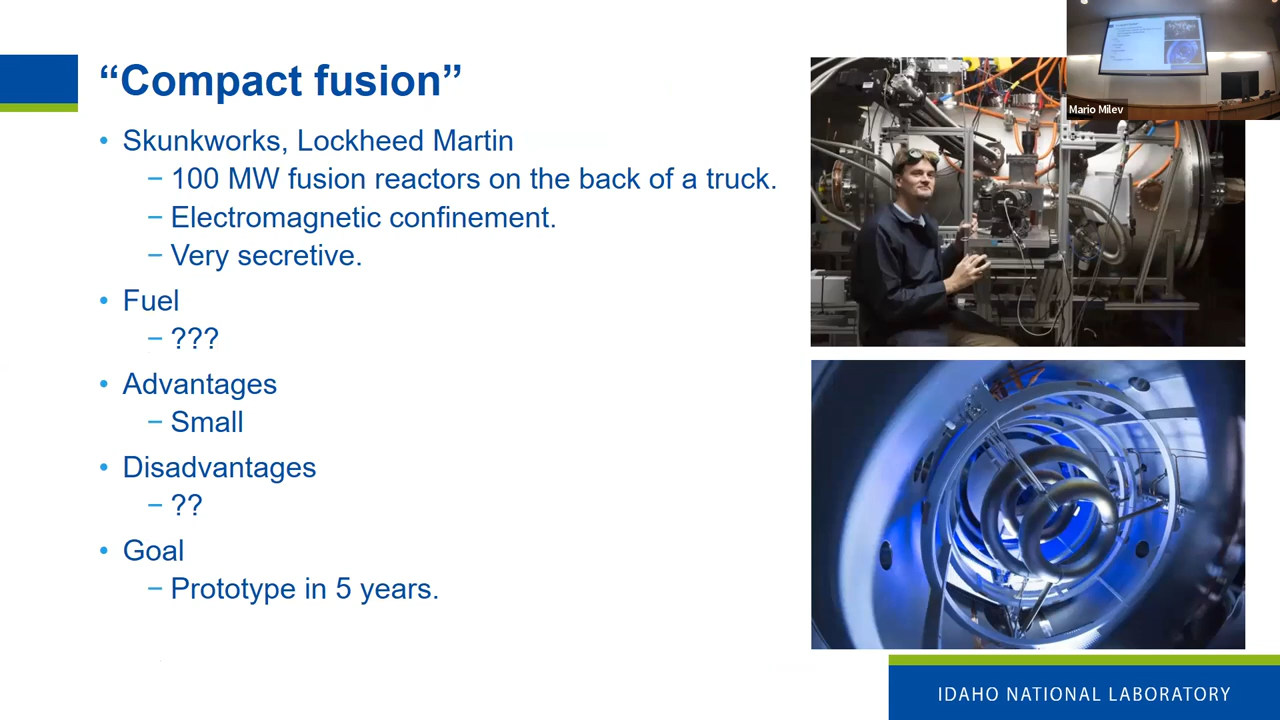 “Compact fusion”
• Skunkworks, Lockheed Martin
− 100 MW fusion reactors on the back of a truck.
− Electromagnetic confinement.
− Very secretive.
• Fuel
− ???
• Advantages
− Small
• Disadvantages
− ??
• Goal
− Prototype in 5 years.
Mario Milev
IDAHO NATIONAL LABORATORY